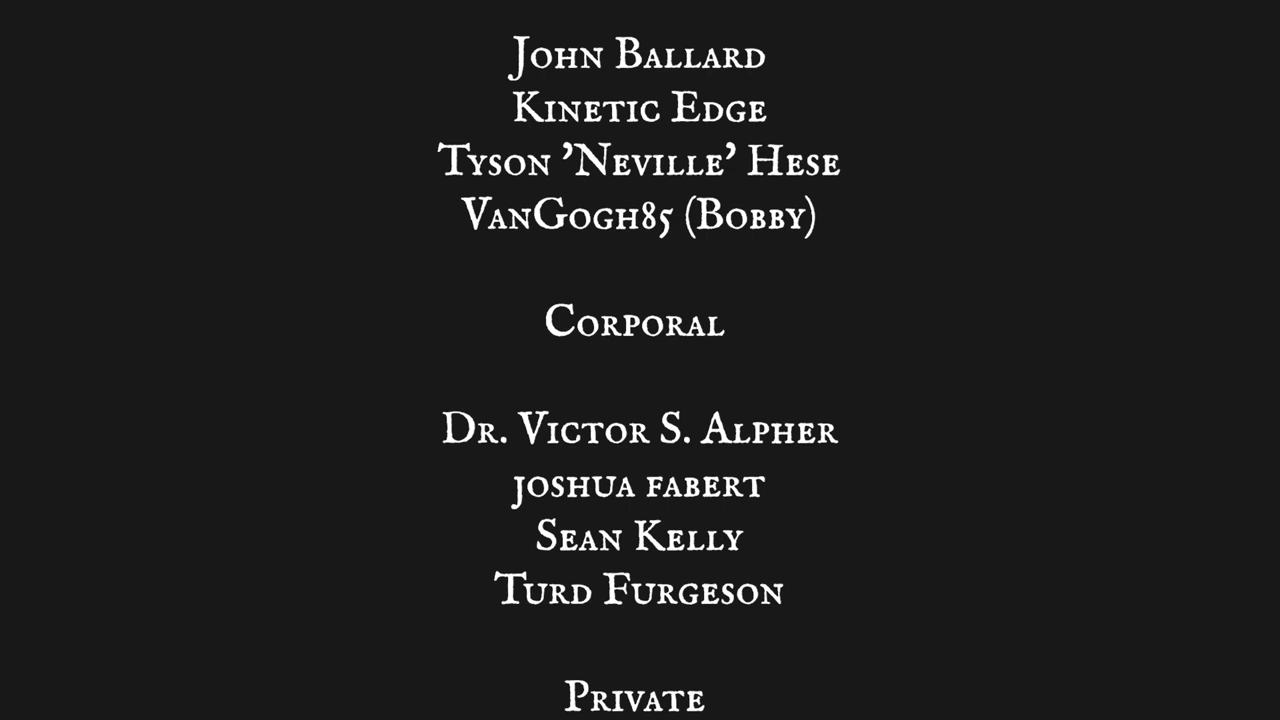 John Ballard
Kinetic Edge
Tyson 'Neville' Hese
VanGogh85 (Bobby)
Corporal
Dr. Victor S. Alpher
joshua fabert
Sean Kelly
Turd Furgeson
Private